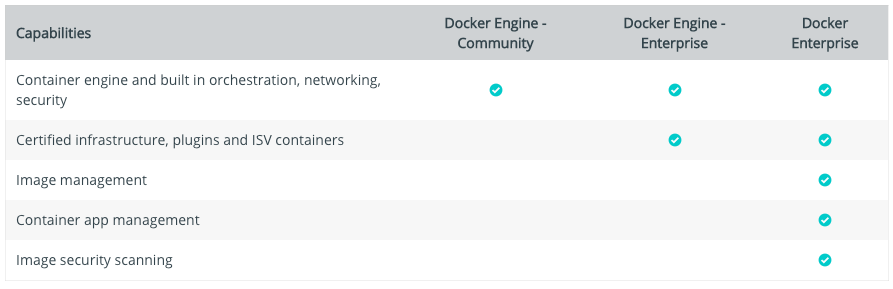 Capabilities
Docker Engine -
Community
Docker Engine -
Enterprise
Docker
Enterprise
Container engine and built in orchestration, networking,
security
Certified infrastructure, plugins and ISV containers
Image management
Container app management
Image security scanning